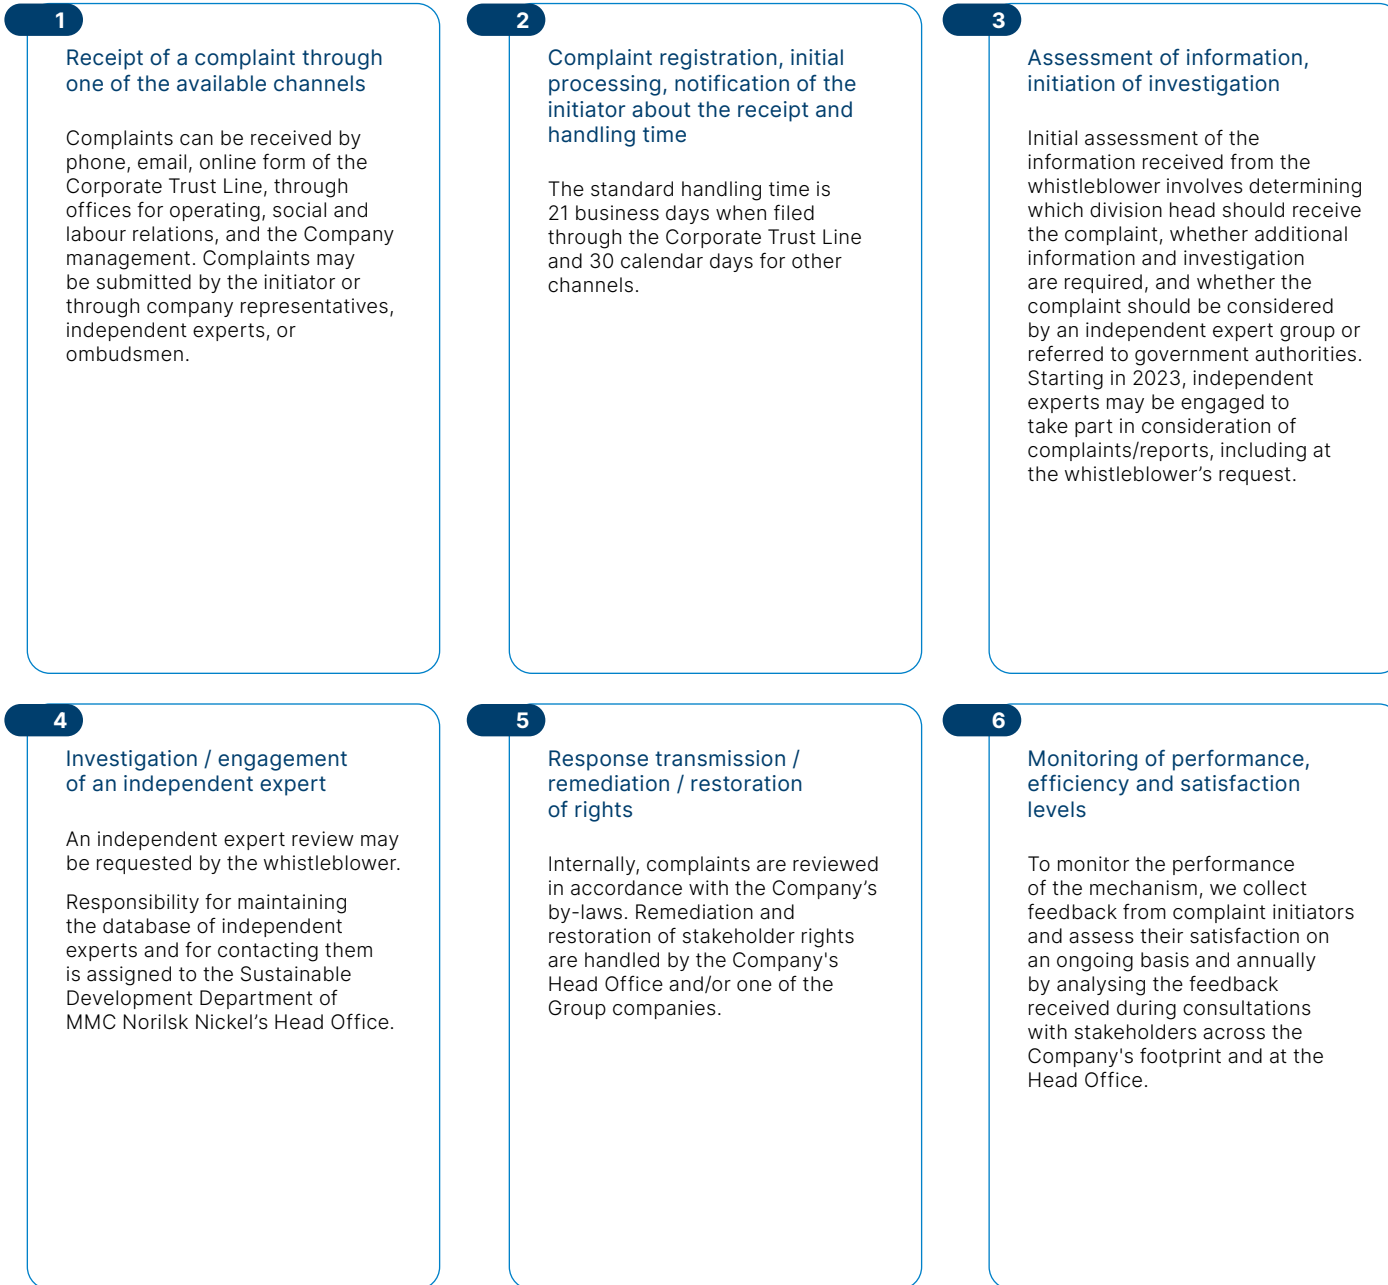 1
Receipt of a complaint through
one of the available channels
Complaints can be received by
phone, email, online form of the
Corporate Trust Line, through
offices for operating, social and
labour relations, and the Company
management. Complaints may
be submitted by the initiator or
through company representatives,
independent experts, or
ombudsmen.
2
Complaint registration, initial
processing, notification of the
initiator about the receipt and
handling time
The standard handling time is
21 business days when filed
through the Corporate Trust Line
and 30 calendar days for other
channels.
3
Assessment of information,
initiation of investigation
Initial assessment of the
information received from the
whistleblower involves determining
which division head should receive
the complaint, whether additional
information and investigation
are required, and whether the
complaint should be considered
by an independent expert group or
referred to government authorities.
Starting in 2023, independent
experts may be engaged to
take part in consideration of
complaints/reports, including at
the whistleblower’s request.
4
Investigation / engagement
of an independent expert
An independent expert review may
be requested by the whistleblower.
Responsibility for maintaining
the database of independent
experts and for contacting them
is assigned to the Sustainable
Development Department of
MMC Norilsk Nickel’s Head Office.
5
Response transmission /
remediation / restoration
of rights
Internally, complaints are reviewed
in accordance with the Company’s
by-laws. Remediation and
restoration of stakeholder rights
are handled by the Company's
Head Office and/or one of the
Group companies.
6
Monitoring of performance,
efficiency and satisfaction
levels
To monitor the performance
of the mechanism, we collect
feedback from complaint initiators
and assess their satisfaction on
an ongoing basis and annually
by analysing the feedback
received during consultations
with stakeholders across the
Company's footprint and at the
Head Office.